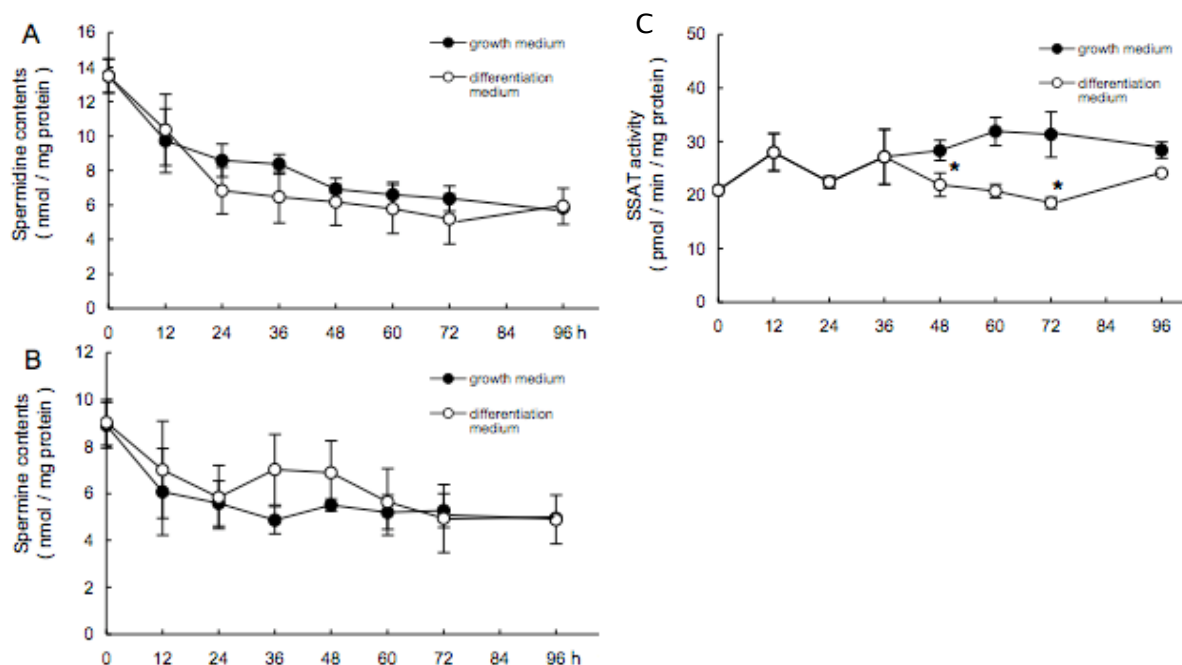 A
Spermidine contents
( nmol / mg protein )
16
14
12
10
8
6
4
2
0
growth medium
differentiation
medium
0 12 24 36 48 60 72 84 96 h
B
Spermine contents
( nmol / mg protein )
12
10
8
6
4
2
0
growth medium
differentiation
medium
0 12 24 36 48 60 72 84 96 h
C
SSAT activity
( pmol / min / mg protein )
50
40
30
20
10
0
growth medium
differentiation
medium
*
*
0 12 24 36 48 60 72 84 96